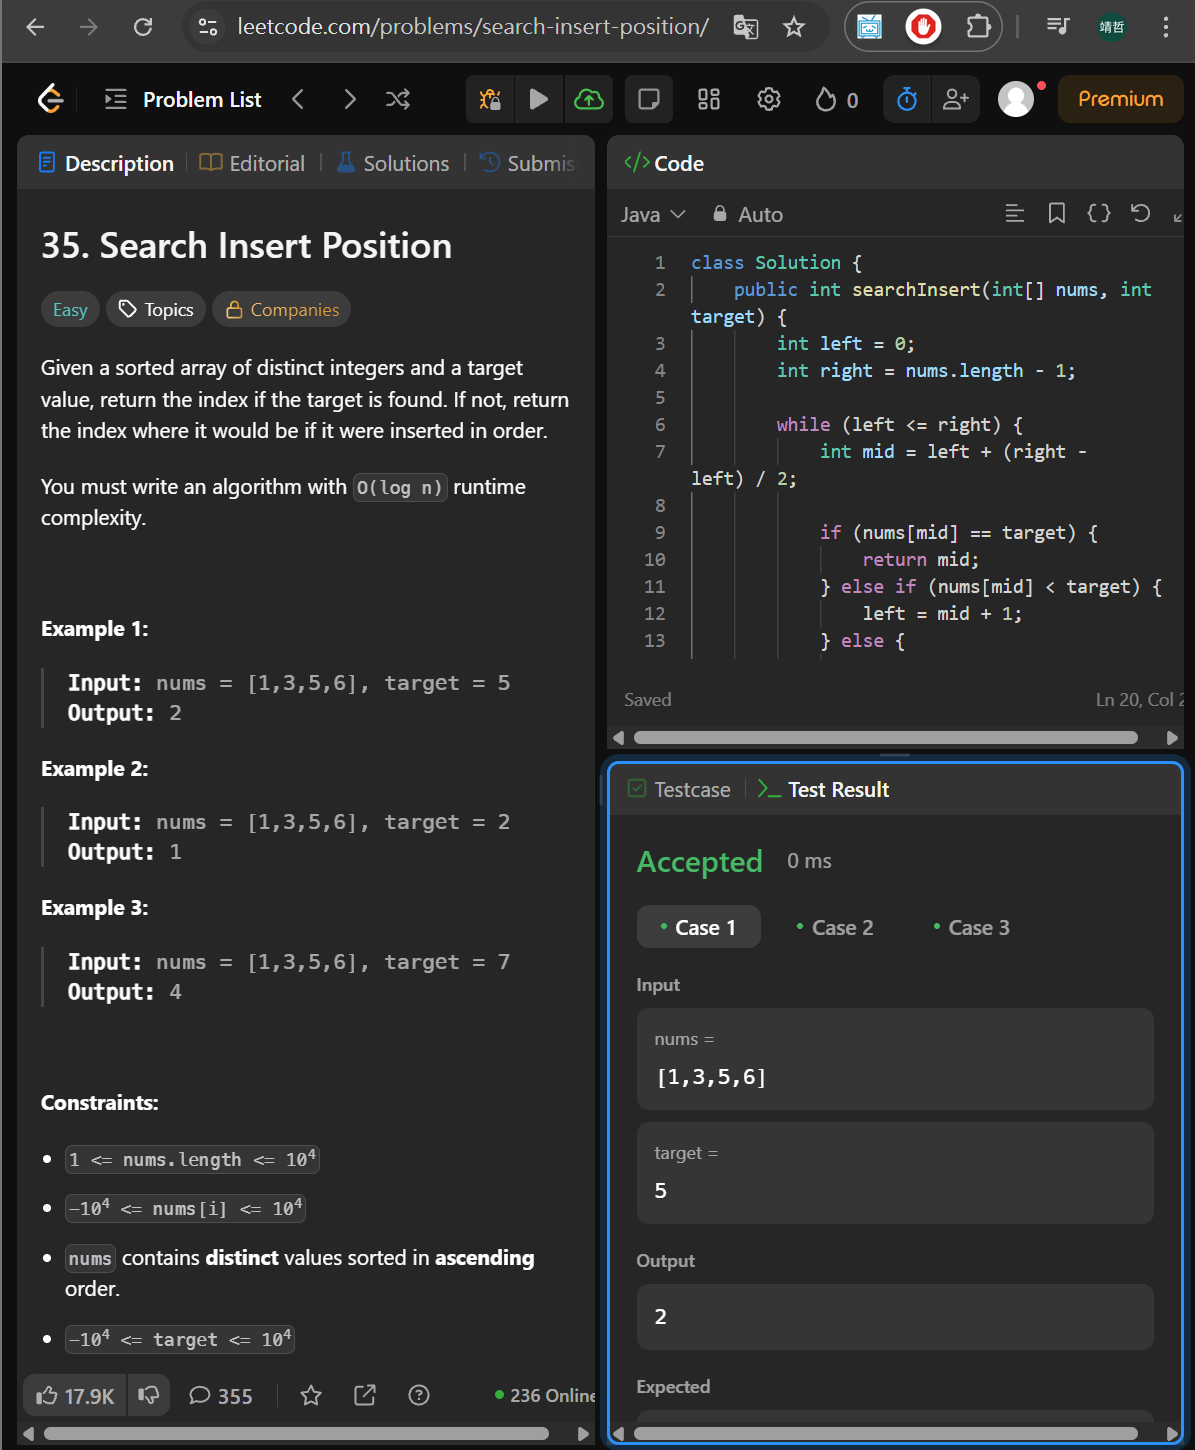 leetcode.com/problems/search-insert-position/
靖哲
Problem List
0
Premium
Description
Editorial
Solutions
Submis
35. Search Insert Position
Easy
Topics
Companies
Given a sorted array of distinct integers and a target
value, return the index if the target is found. If not, return
the index where it would be if it were inserted in order.
You must write an algorithm with O(log n) runtime
complexity.
Example 1:
Input: nums = [1,3,5,6], target = 5
Output: 2
Example 2:
Input: nums = [1,3,5,6], target = 2
Output: 1
Example 3:
Input: nums = [1,3,5,6], target = 7
Output: 4
Constraints:
1 <= nums.length <= 10⁴
-10⁴ <= nums[i] <= 10⁴
nums contains distinct values sorted in ascending
order.
-10⁴ <= target <= 10⁴
17.9K
355
236 Online
</> Code
Java
Auto
1 class Solution {
2 public int searchInsert(int[] nums, int
target) {
3 int left = 0;
4 int right = nums.length - 1;
5
6 while (left <= right) {
7 int mid = left + (right -
left) / 2;
8
9 if (nums[mid] == target) {
10 return mid;
11 } else if (nums[mid] < target) {
12 left = mid + 1;
13 } else {
Saved
Ln 20, Col 2
Testcase
Test Result
Accepted 0 ms
Case 1
Case 2
Case 3
Input
nums =
[1,3,5,6]
target =
5
Output
2
Expected